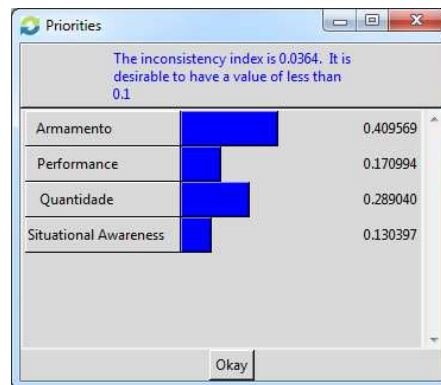 Priorities
The inconsistency index is 0.0364. It is
desirable to have a value of less than
0.1
Armamento 0.409569
Performance 0.170994
Quantidade 0.289040
Situational Awareness 0.130397
Okay